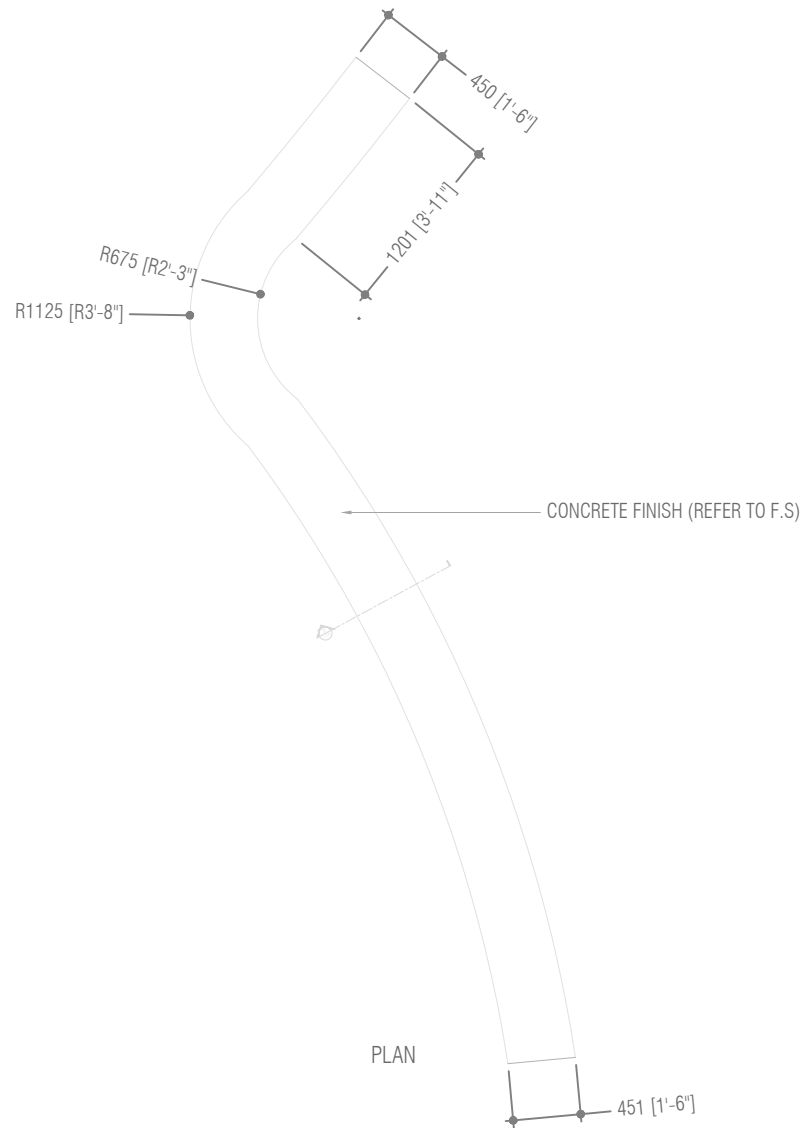 450 [1'-6"]
1201 [3'-11"]
R675 [R2'-3"]
R1125 [R3'-8"]
CONCRETE FINISH (REFER TO F.S)
PLAN
451 [1'-6"]